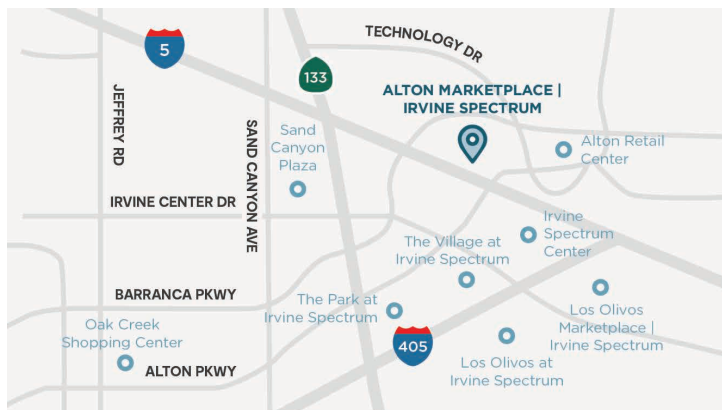 TECHNOLOGY DR
5
133
JEFFREY RD
ALTON MARKETPLACE |
IRVINE SPECTRUM
SAND CANYON AVE
Sand
Canyon
Plaza
Alton Retail
Center
IRVINE CENTER DR
Irvine
Spectrum
Center
The Village at
Irvine Spectrum
BARRANCA PKWY
The Park at
Irvine Spectrum
Los Olivos
Marketplace |
Irvine Spectrum
Oak Creek
Shopping Center
405
Los Olivos at
Irvine Spectrum
ALTON PKWY